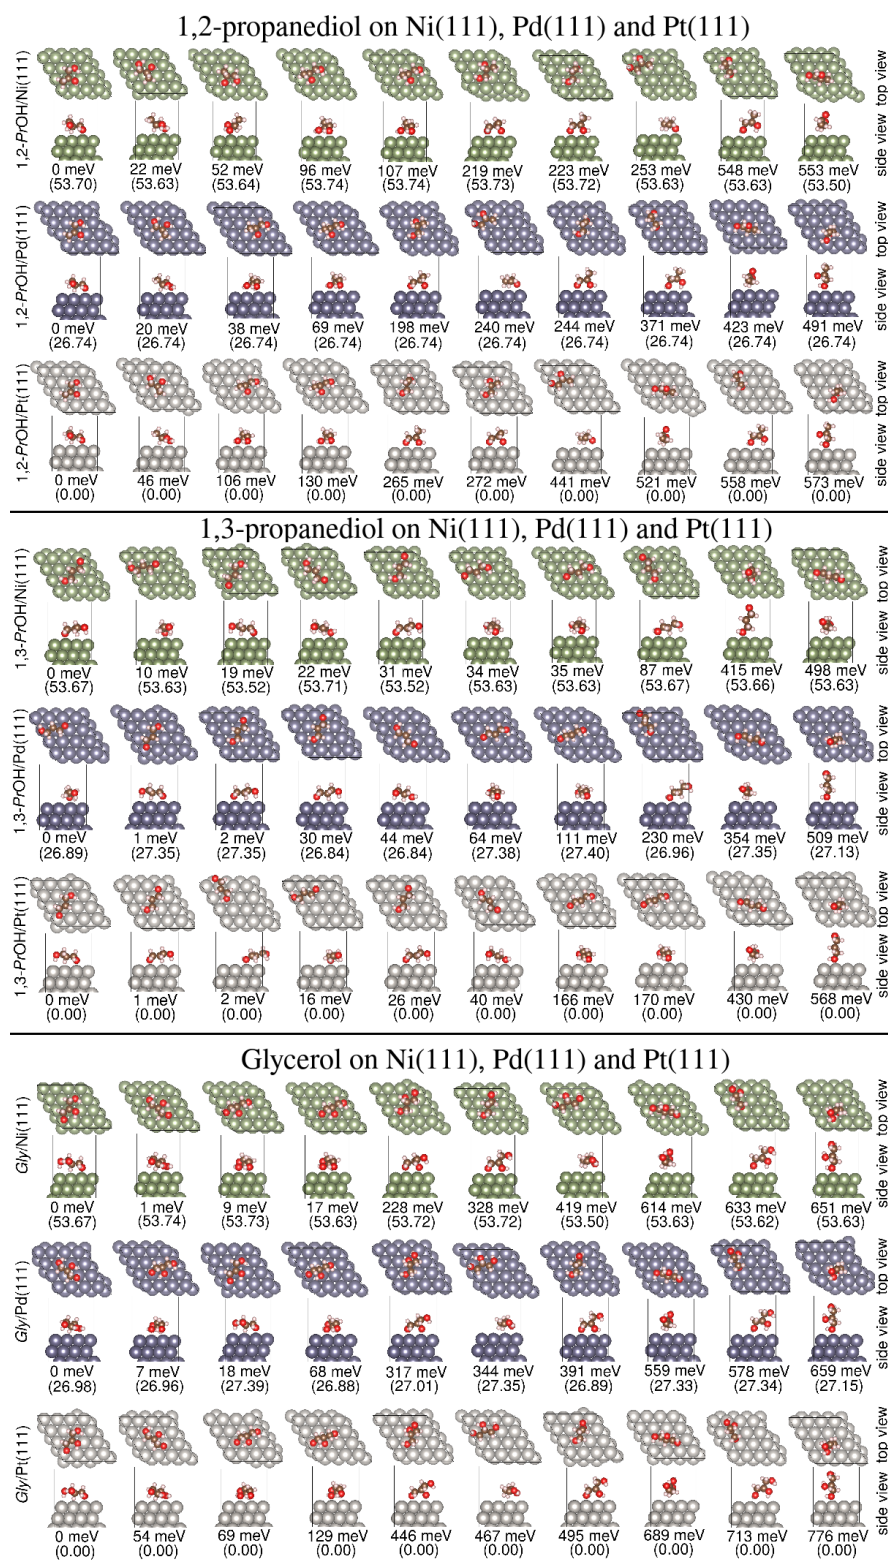 1,2-propanediol on Ni(111), Pd(111) and Pt(111)
1,2-PrOH/Ni(111)
top view
side view
0 meV 22 meV 52 meV 96 meV 107 meV 219 meV 223 meV 253 meV 548 meV 553 meV
(53.70) (53.63) (53.64) (53.74) (53.74) (53.73) (53.72) (53.63) (53.63) (53.50)
1,2-PrOH/Pd(111)
top view
side view
0 meV 20 meV 38 meV 69 meV 198 meV 240 meV 244 meV 371 meV 423 meV 491 meV
(26.74) (26.74) (26.74) (26.74) (26.74) (26.74) (26.74) (26.74) (26.74) (26.74)
1,2-PrOH/Pt(111)
top view
side view
0 meV 46 meV 106 meV 130 meV 265 meV 272 meV 441 meV 521 meV 558 meV 573 meV
(0.00) (0.00) (0.00) (0.00) (0.00) (0.00) (0.00) (0.00) (0.00) (0.00)
1,3-propanediol on Ni(111), Pd(111) and Pt(111)
1,3-PrOH/Ni(111)
top view
side view
0 meV 10 meV 19 meV 22 meV 31 meV 34 meV 35 meV 87 meV 415 meV 498 meV
(53.67) (53.63) (53.52) (53.71) (53.52) (53.63) (53.63) (53.67) (53.66) (53.63)
1,3-PrOH/Pd(111)
top view
side view
0 meV 1 meV 2 meV 30 meV 44 meV 64 meV 111 meV 230 meV 354 meV 509 meV
(26.89) (27.35) (27.35) (26.84) (26.84) (27.38) (27.40) (26.96) (27.35) (27.13)
1,3-PrOH/Pt(111)
top view
side view
0 meV 1 meV 2 meV 16 meV 26 meV 40 meV 166 meV 170 meV 430 meV 568 meV
(0.00) (0.00) (0.00) (0.00) (0.00) (0.00) (0.00) (0.00) (0.00) (0.00)
Glycerol on Ni(111), Pd(111) and Pt(111)
Gly/Ni(111)
top view
side view
0 meV 1 meV 9 meV 17 meV 228 meV 328 meV 419 meV 614 meV 633 meV 651 meV
(53.67) (53.74) (53.73) (53.63) (53.72) (53.72) (53.50) (53.63) (53.62) (53.63)
Gly/Pd(111)
top view
side view
0 meV 7 meV 18 meV 68 meV 317 meV 344 meV 391 meV 559 meV 578 meV 659 meV
(26.98) (26.96) (27.39) (26.88) (27.01) (27.35) (26.89) (27.33) (27.34) (27.15)
Gly/Pt(111)
top view
side view
0 meV 54 meV 69 meV 129 meV 446 meV 467 meV 495 meV 689 meV 713 meV 776 meV
(0.00) (0.00) (0.00) (0.00) (0.00) (0.00) (0.00) (0.00) (0.00) (0.00)